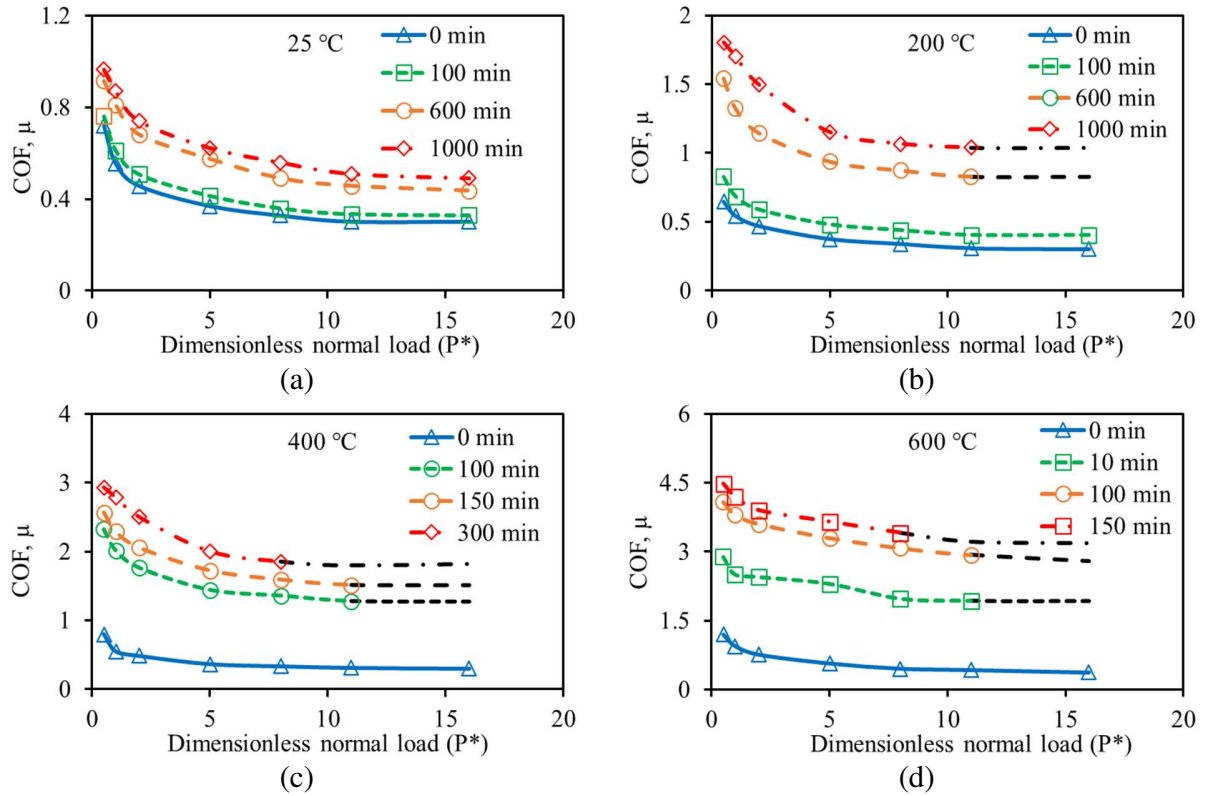 1.2
0.8
0.4
0
COF, μ
25 ℃
0 min
100 min
600 min
1000 min
0 5 10 15 20
Dimensionless normal load (P*)
(a)
2
1.5
1
0.5
0
COF, μ
200 ℃
0 min
100 min
600 min
1000 min
0 5 10 15 20
Dimensionless normal load (P*)
(b)
4
3
2
1
0
COF, μ
400 ℃
0 min
100 min
150 min
300 min
0 5 10 15 20
Dimensionless normal load (P*)
(c)
6
4.5
3
1.5
0
COF, μ
600 ℃
0 min
10 min
100 min
150 min
0 5 10 15 20
Dimensionless normal load (P*)
(d)